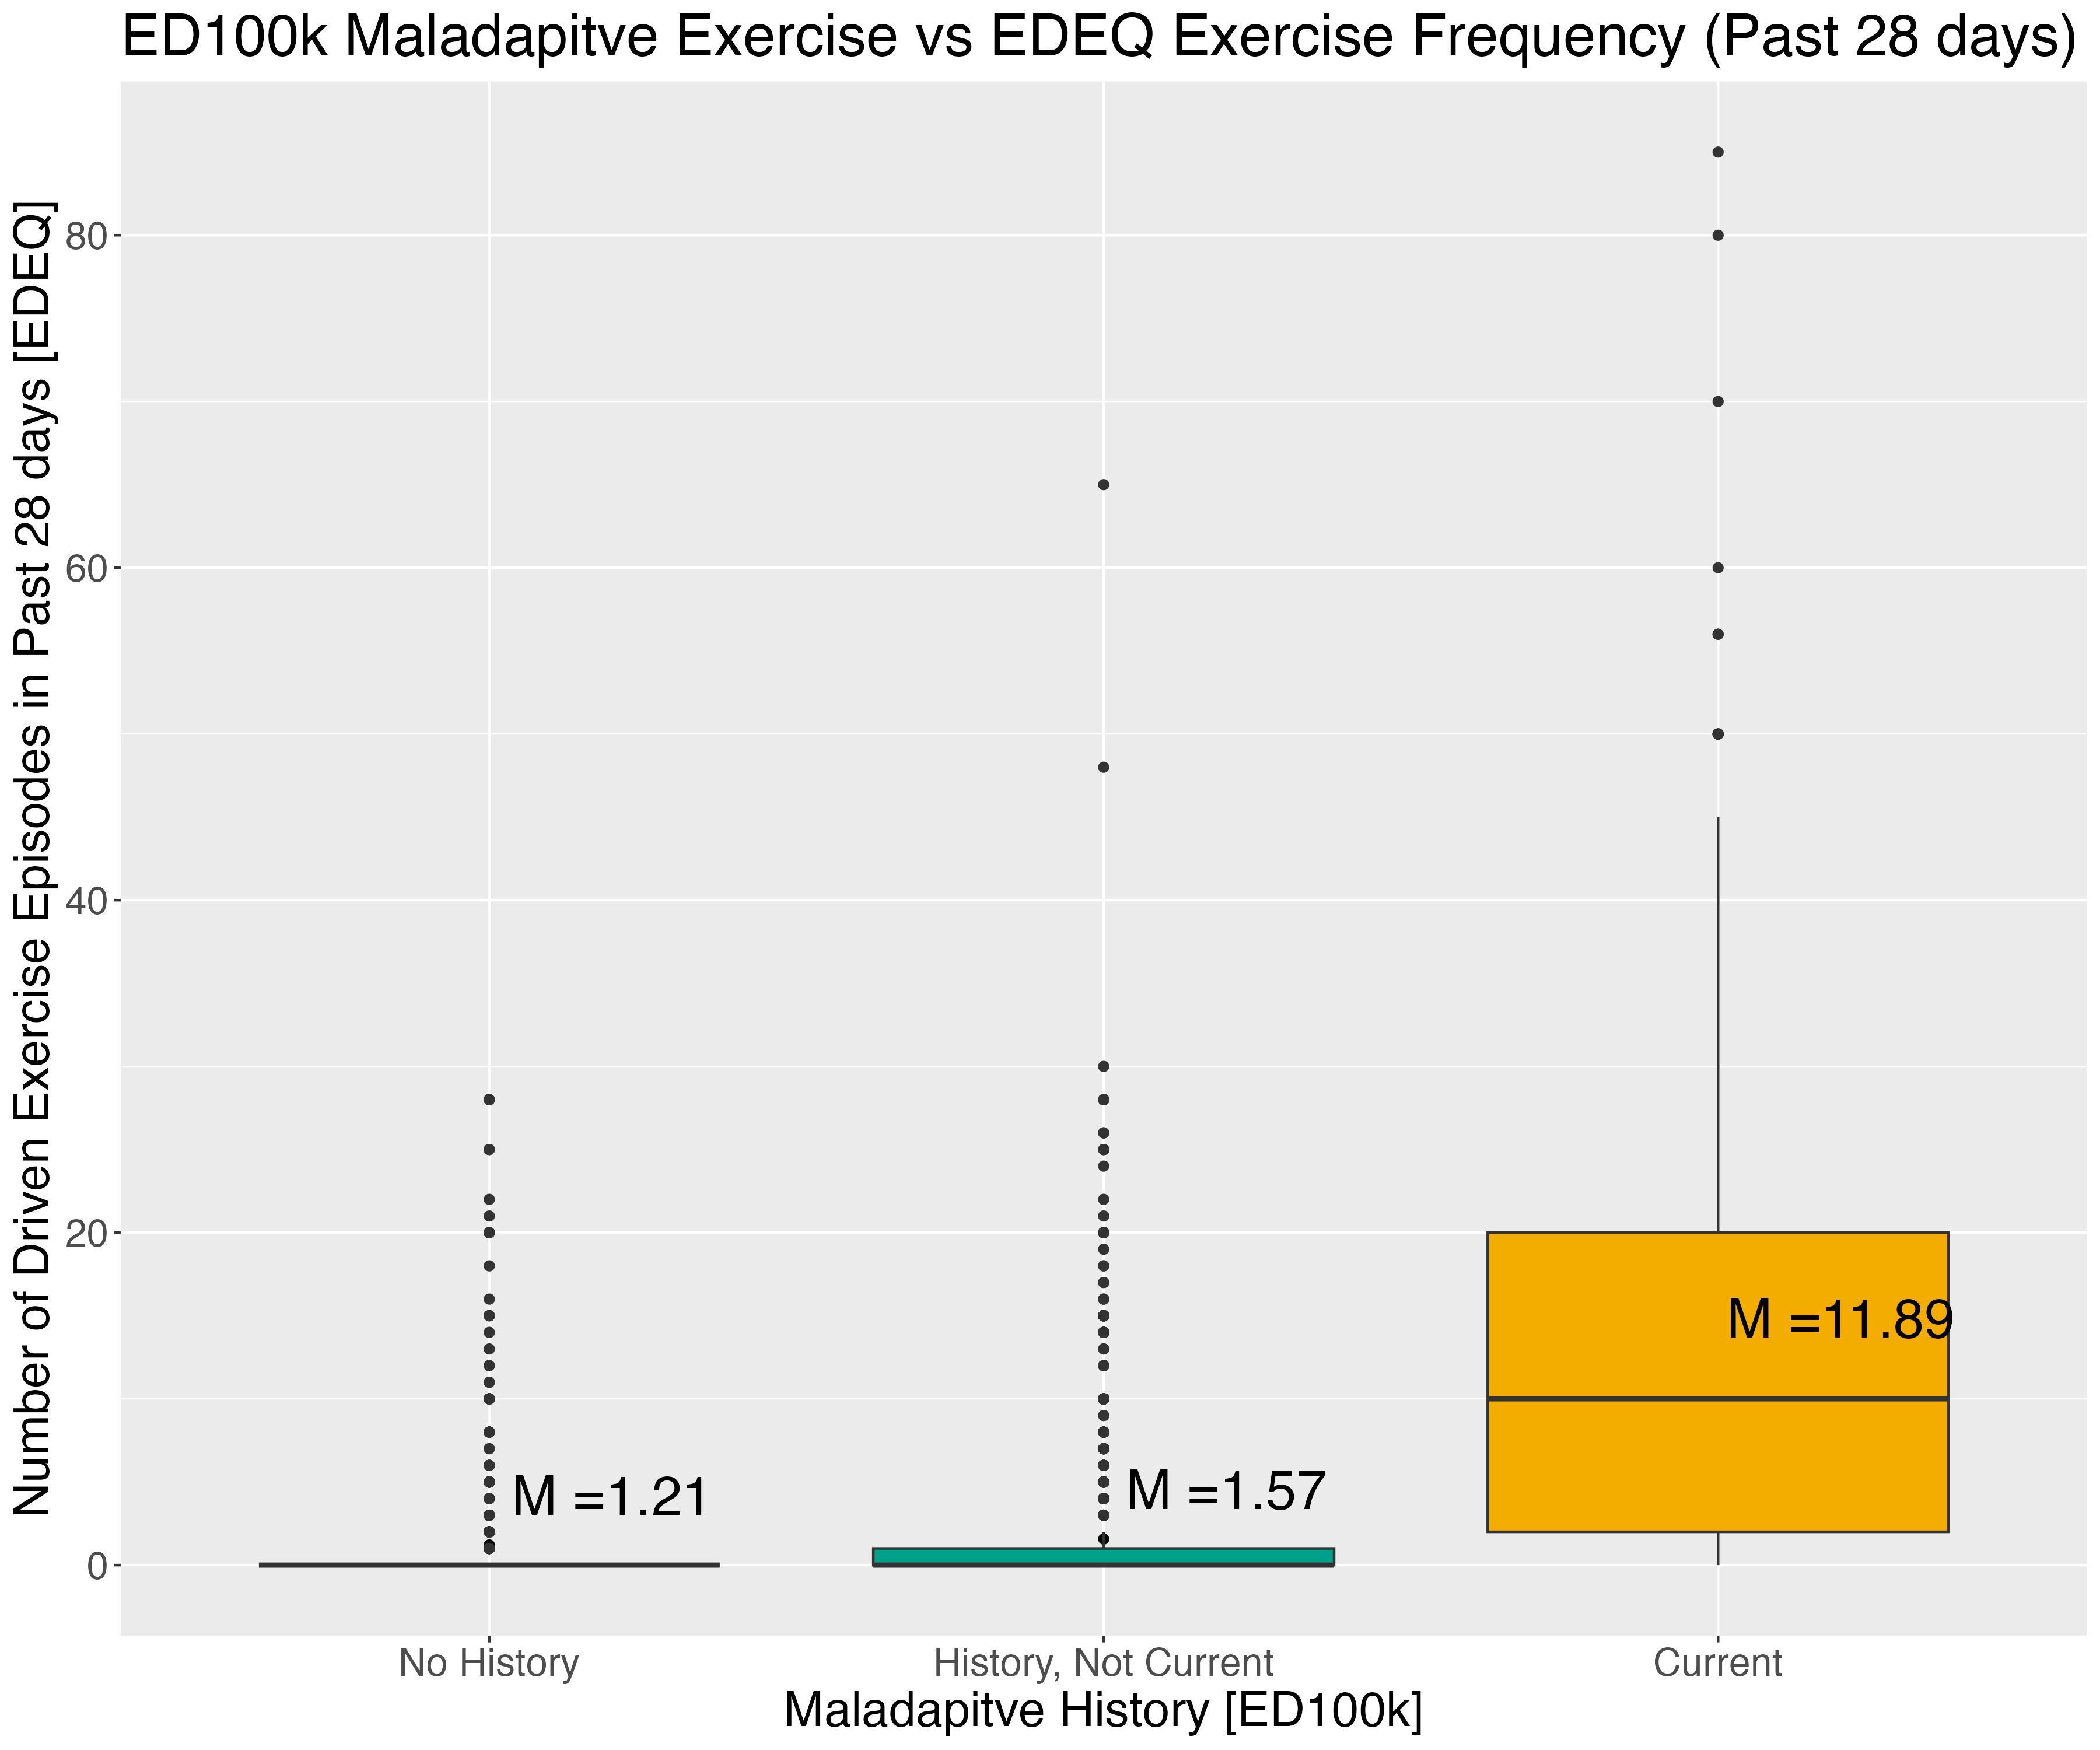 ED100k Maladapitve Exercise vs EDEQ Exercise Frequency (Past 28 days)
Number of Driven Exercise Episodes in Past 28 days [EDEQ]
80
60
40
20
0
M =1.21
M =1.57
M =11.89
No History
History, Not Current
Current
Maladapitve History [ED100k]